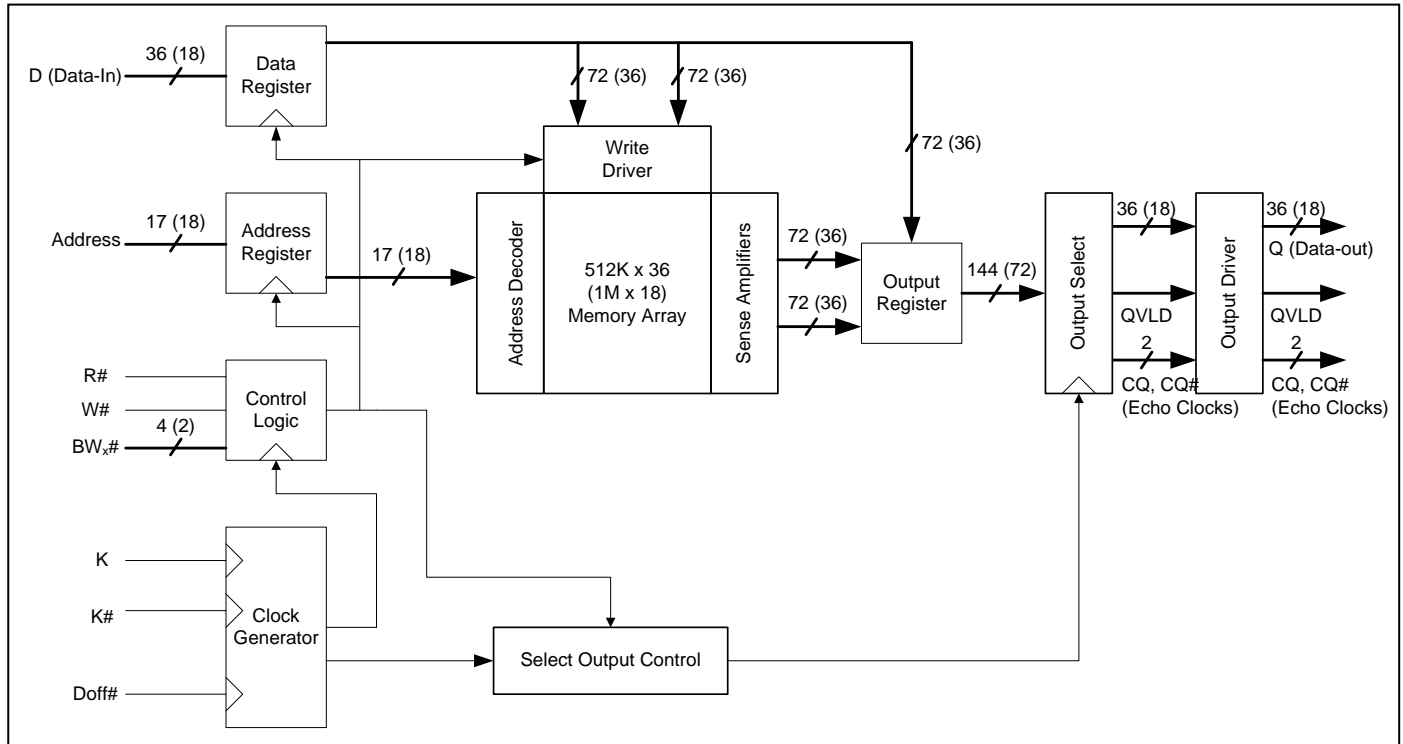 36 (18)
D (Data-In)
Data
Register
72 (36)
72 (36)
72 (36)
Write
Driver
17 (18)
Address
Address
Register
17 (18)
Address Decoder
512K x 36
(1M x 18)
Memory Array
Sense Amplifiers
72 (36)
72 (36)
Output
Register
144 (72)
Output Select
36 (18)
QVLD
2
CQ, CQ#
(Echo Clocks)
Output Driver
36 (18)
Q (Data-out)
QVLD
2
CQ, CQ#
(Echo Clocks)
R#
W#
4 (2)
BWx#
Control
Logic
K
K#
Doff#
Clock
Generator
Select Output Control